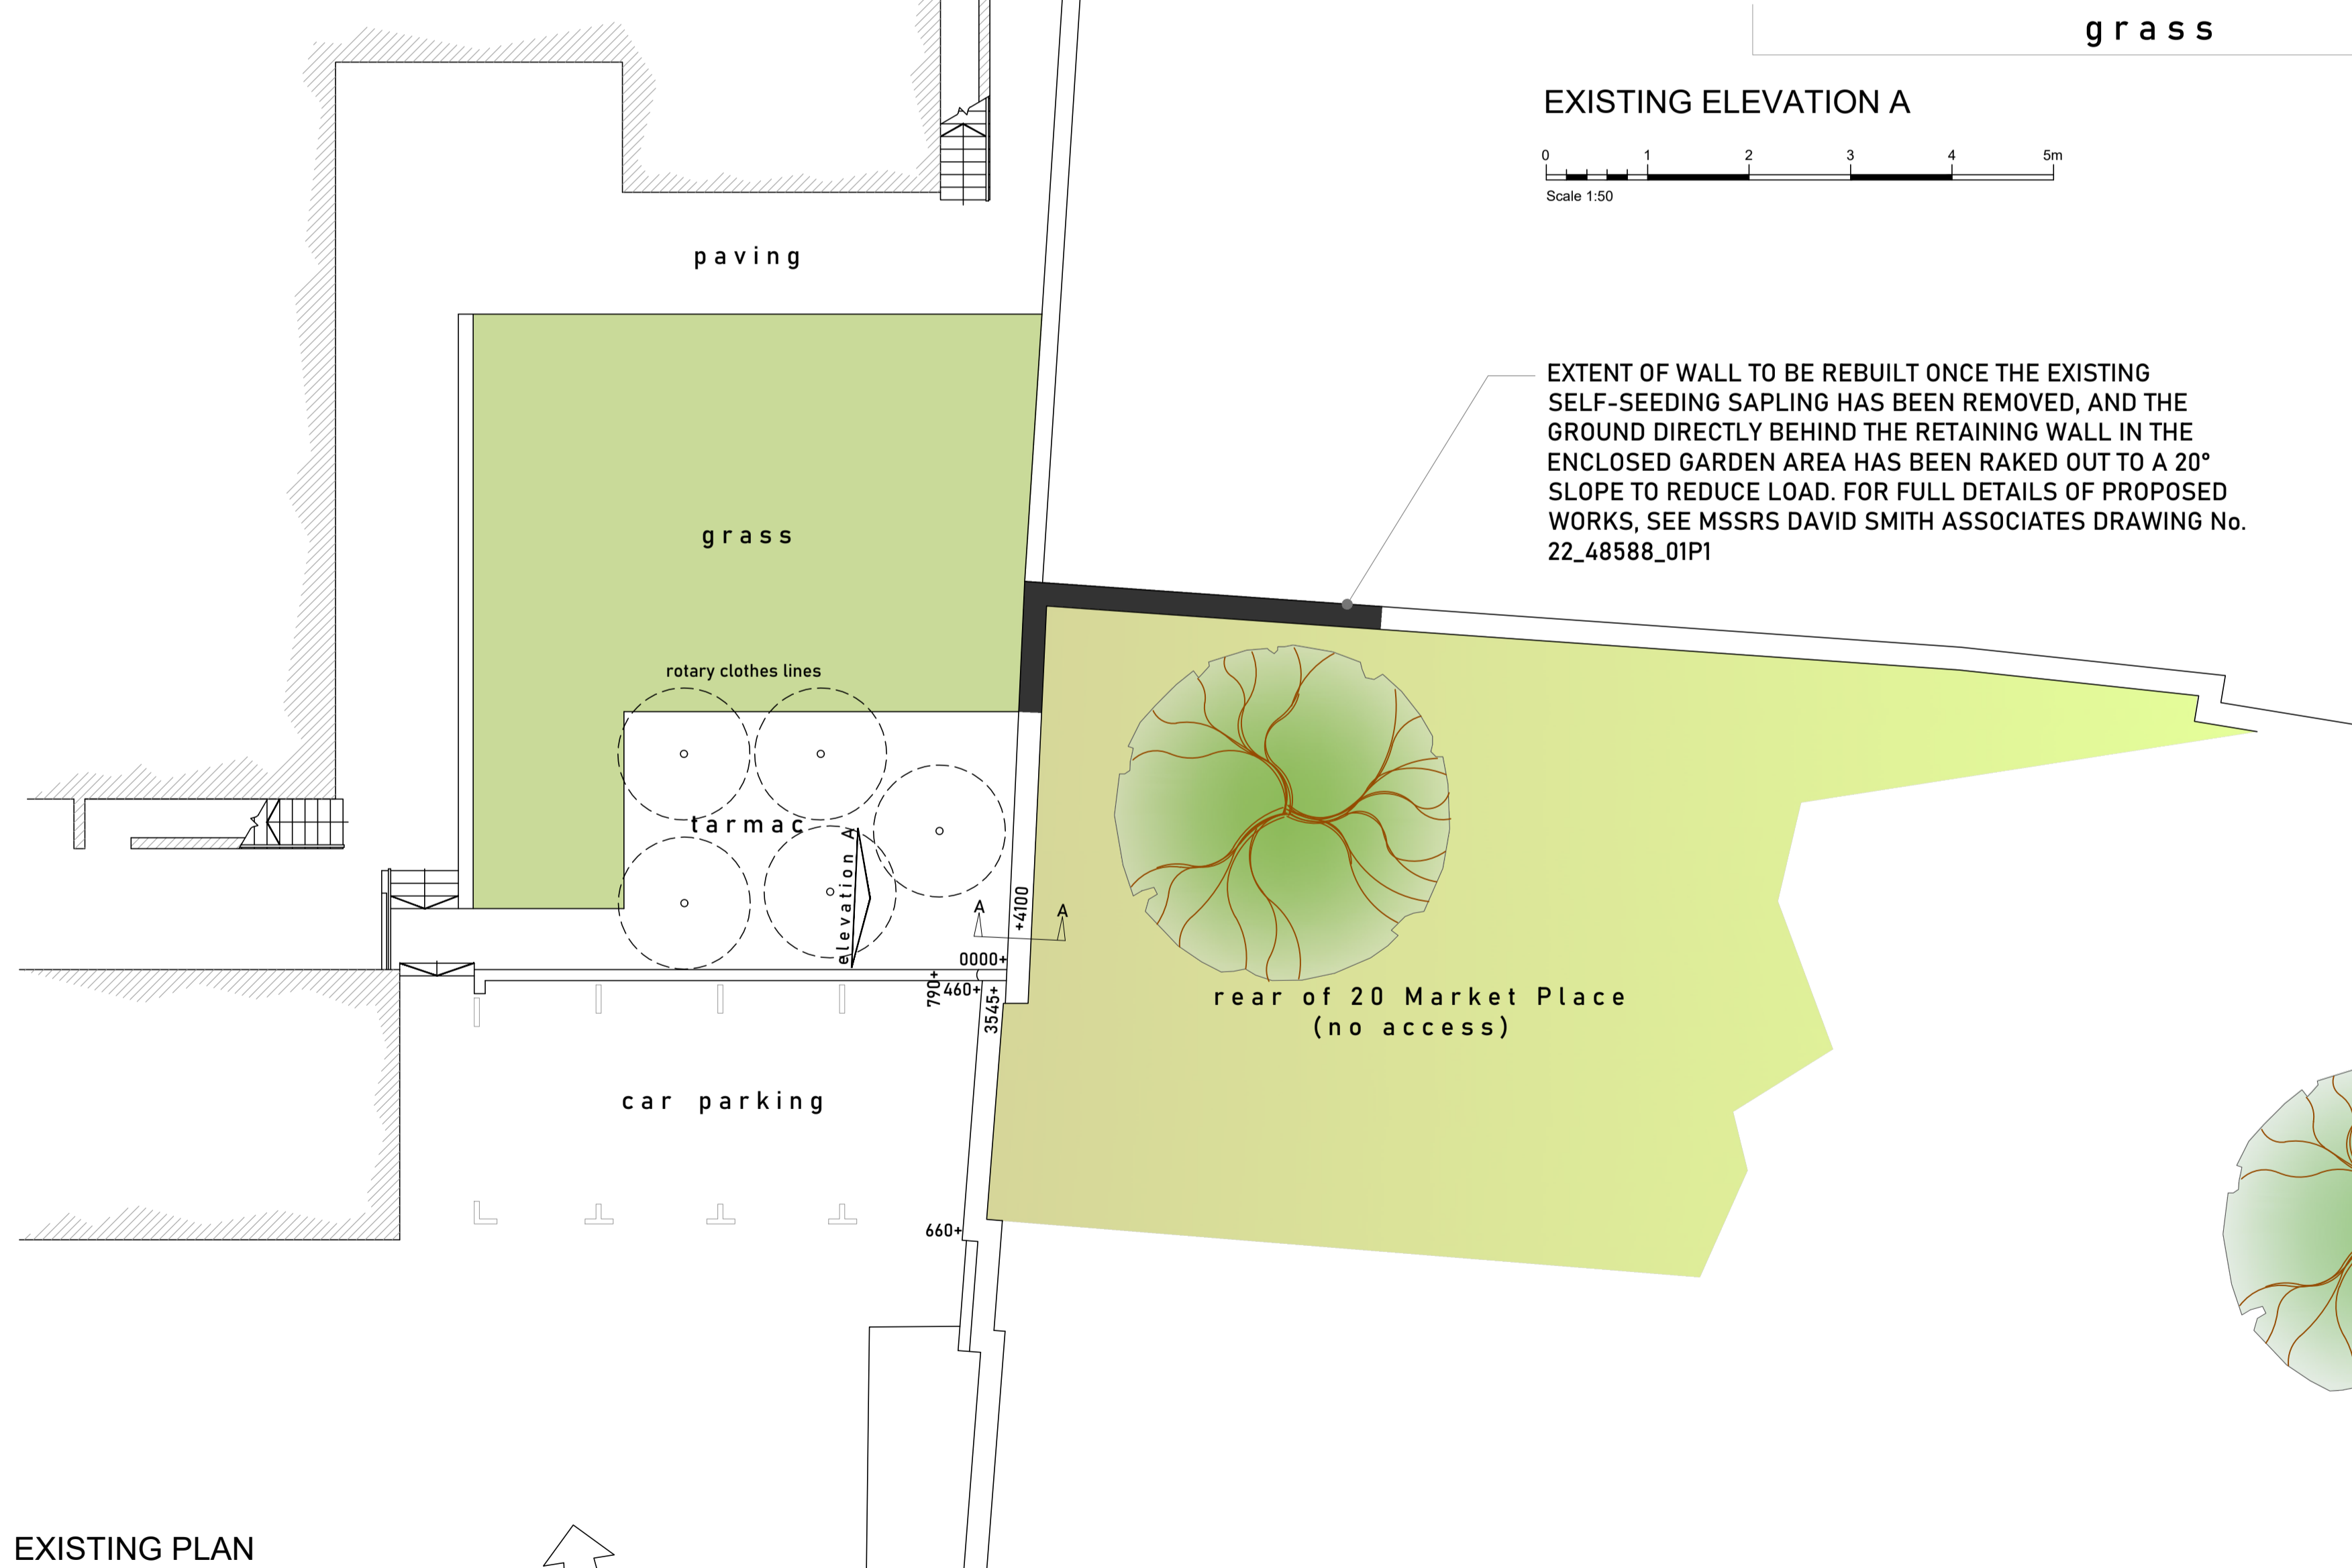 grass
EXISTING ELEVATION A
0 1 2 3 4 5m
Scale 1:50
paving
EXTENT OF WALL TO BE REBUILT ONCE THE EXISTING
SELF-SEEDING SAPLING HAS BEEN REMOVED, AND THE
GROUND DIRECTLY BEHIND THE RETAINING WALL IN THE
ENCLOSED GARDEN AREA HAS BEEN RAKED OUT TO A 20°
SLOPE TO REDUCE LOAD. FOR FULL DETAILS OF PROPOSED
WORKS, SEE MSSRS DAVID SMITH ASSOCIATES DRAWING No.
22_48588_01P1
grass
rotary clothes lines
tarmac
elevation A
A A
+4100
0000+
790+
460+
3545+
rear of 20 Market Place
(no access)
car parking
660+
EXISTING PLAN